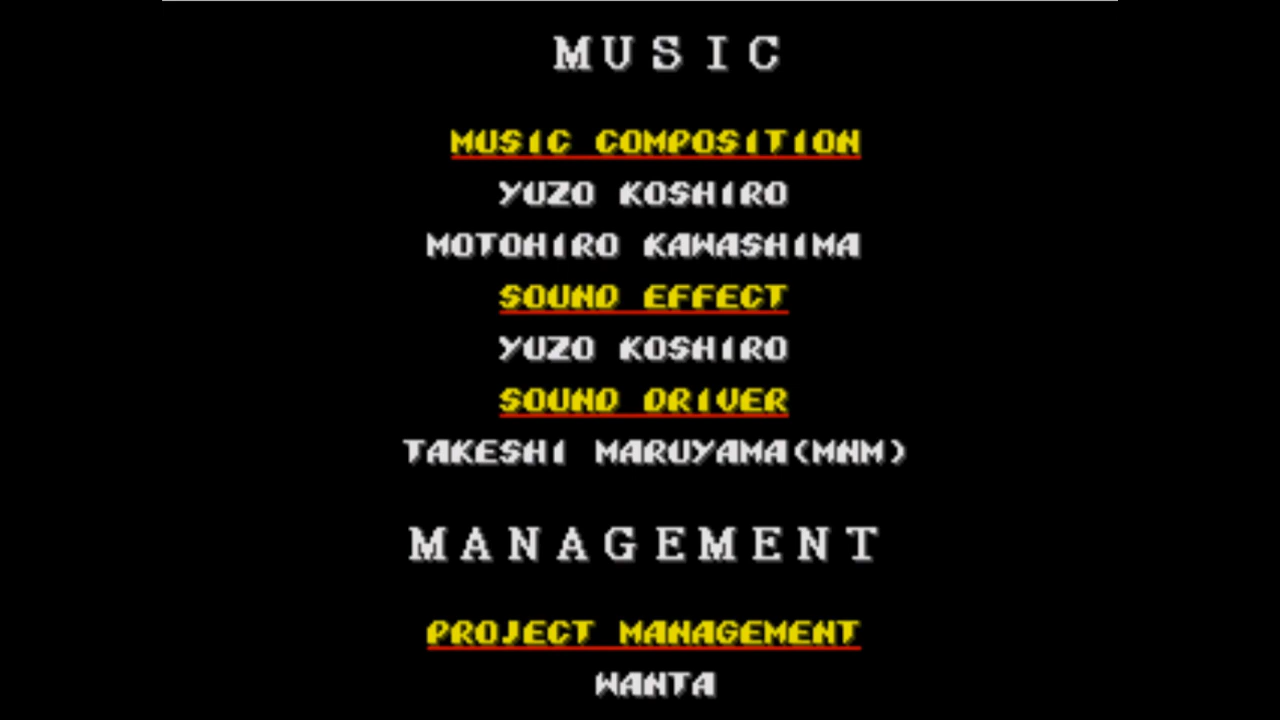 MUSIC
MUSIC COMPOSITION
YUZO KOSHIRO
MOTOHIRO KAWASHIMA
SOUND EFFECT
YUZO KOSHIRO
SOUND DRIVER
TAKESHI MARUYAMA(MNM)
MANAGEMENT
PROJECT MANAGEMENT
WANTA